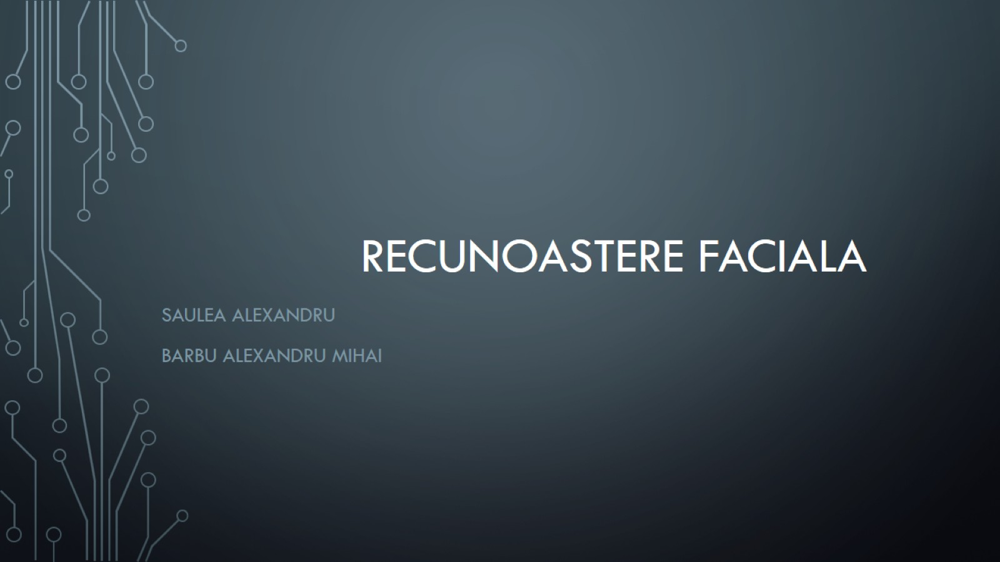 RECUNOASTERE FACIALA
SAULEA ALEXANDRU
BARBU ALEXANDRU MIHAI